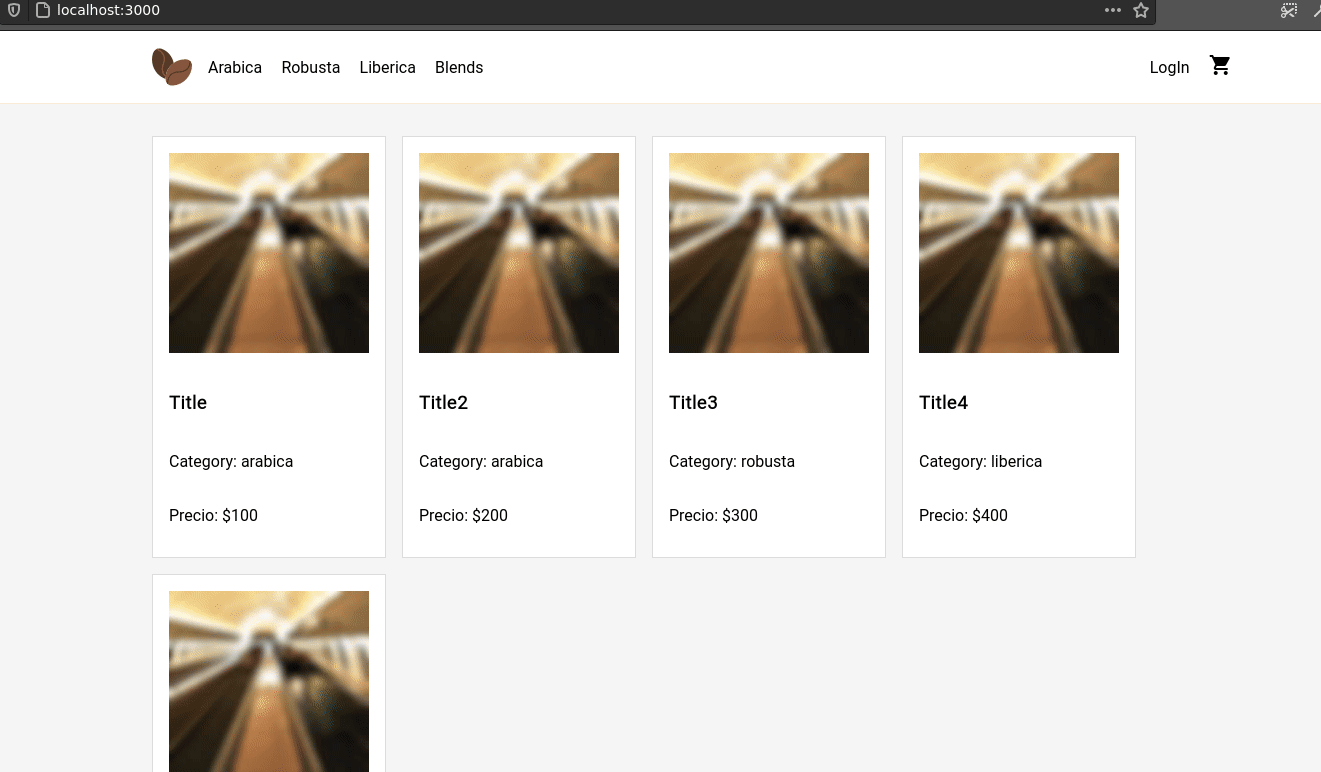 localhost:3000
Arabica Robusta Liberica Blends LogIn
Title Title2 Title3 Title4
Category: arabica Category: arabica Category: robusta Category: liberica
Precio: $100 Precio: $200 Precio: $300 Precio: $400